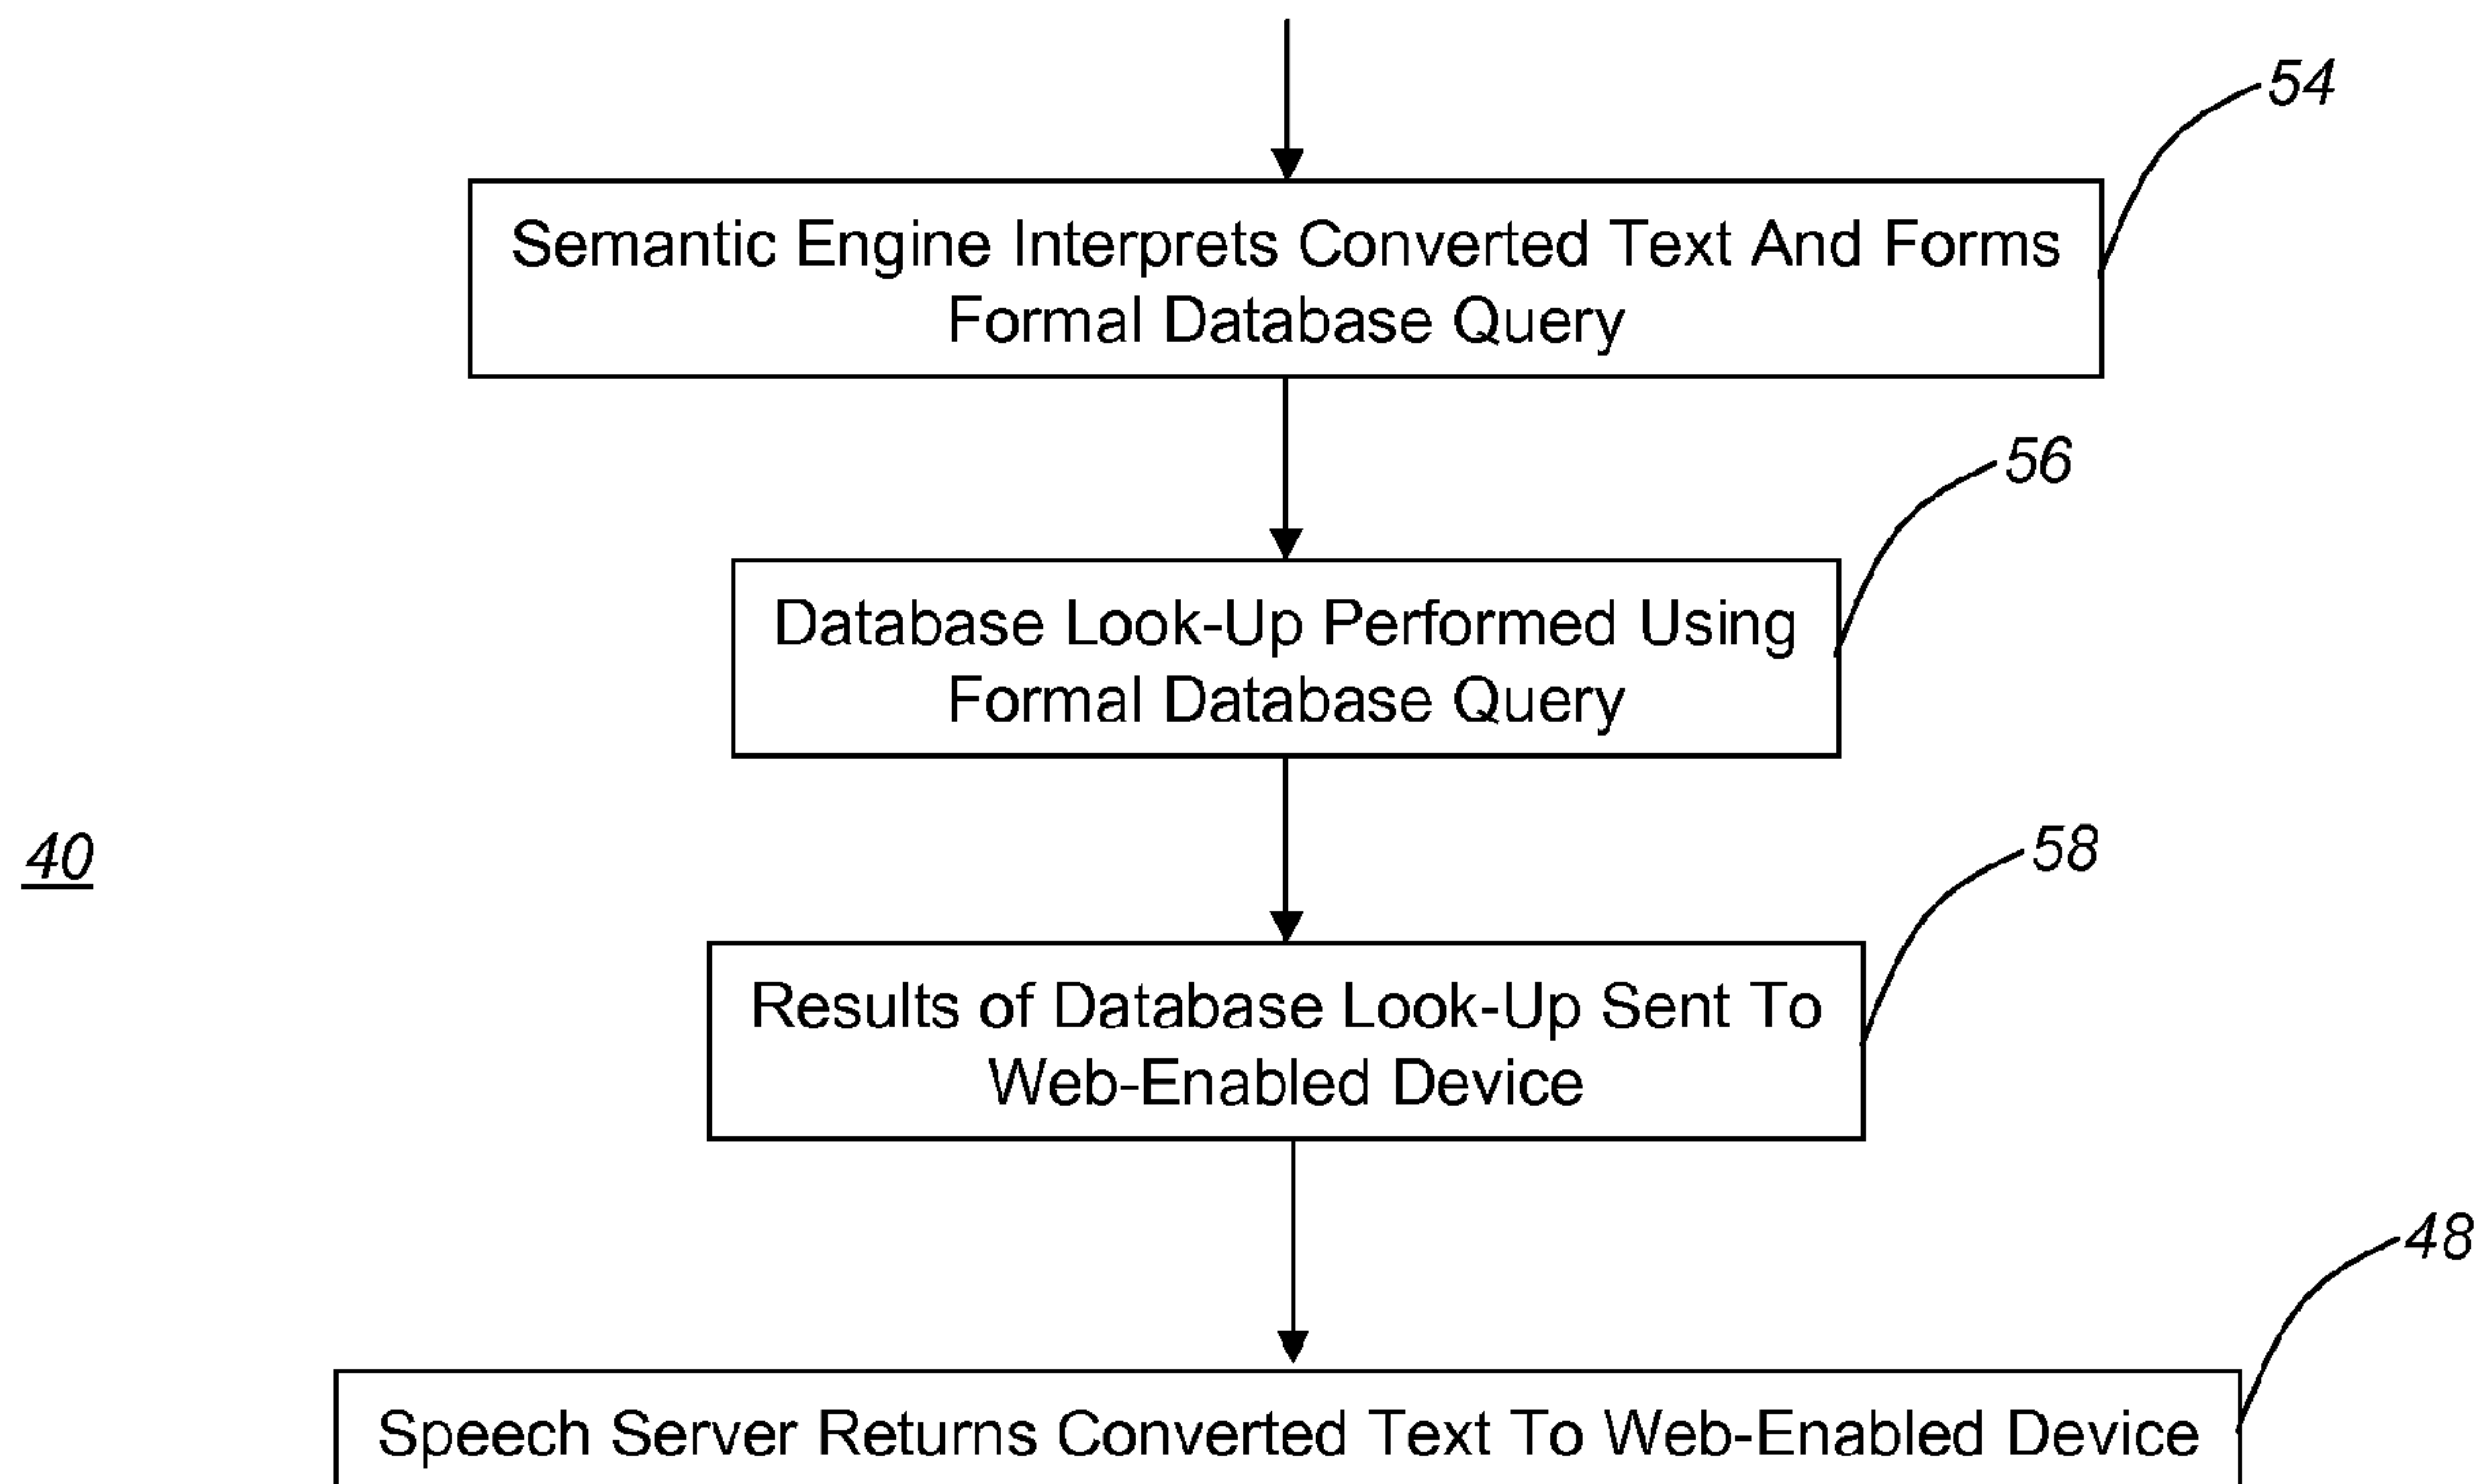 54
Semantic Engine Interprets Converted Text And Forms
Formal Database Query
56
Database Look-Up Performed Using
Formal Database Query
40
58
Results of Database Look-Up Sent To
Web-Enabled Device
48
Speech Server Returns Converted Text To Web-Enabled Device